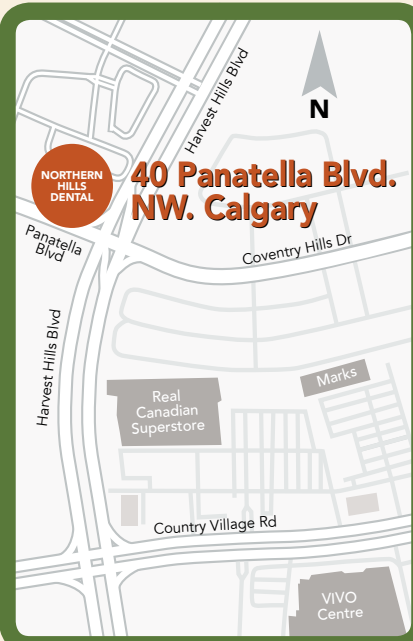 Harvest Hills Blvd
N
NORTHERN
HILLS
DENTAL
40 Panatella Blvd.
NW. Calgary
Panatella
Blvd
Coventry Hills Dr
Harvest Hills Blvd
Marks
Real
Canadian
Superstore
Country Village Rd
VIVO
Centre